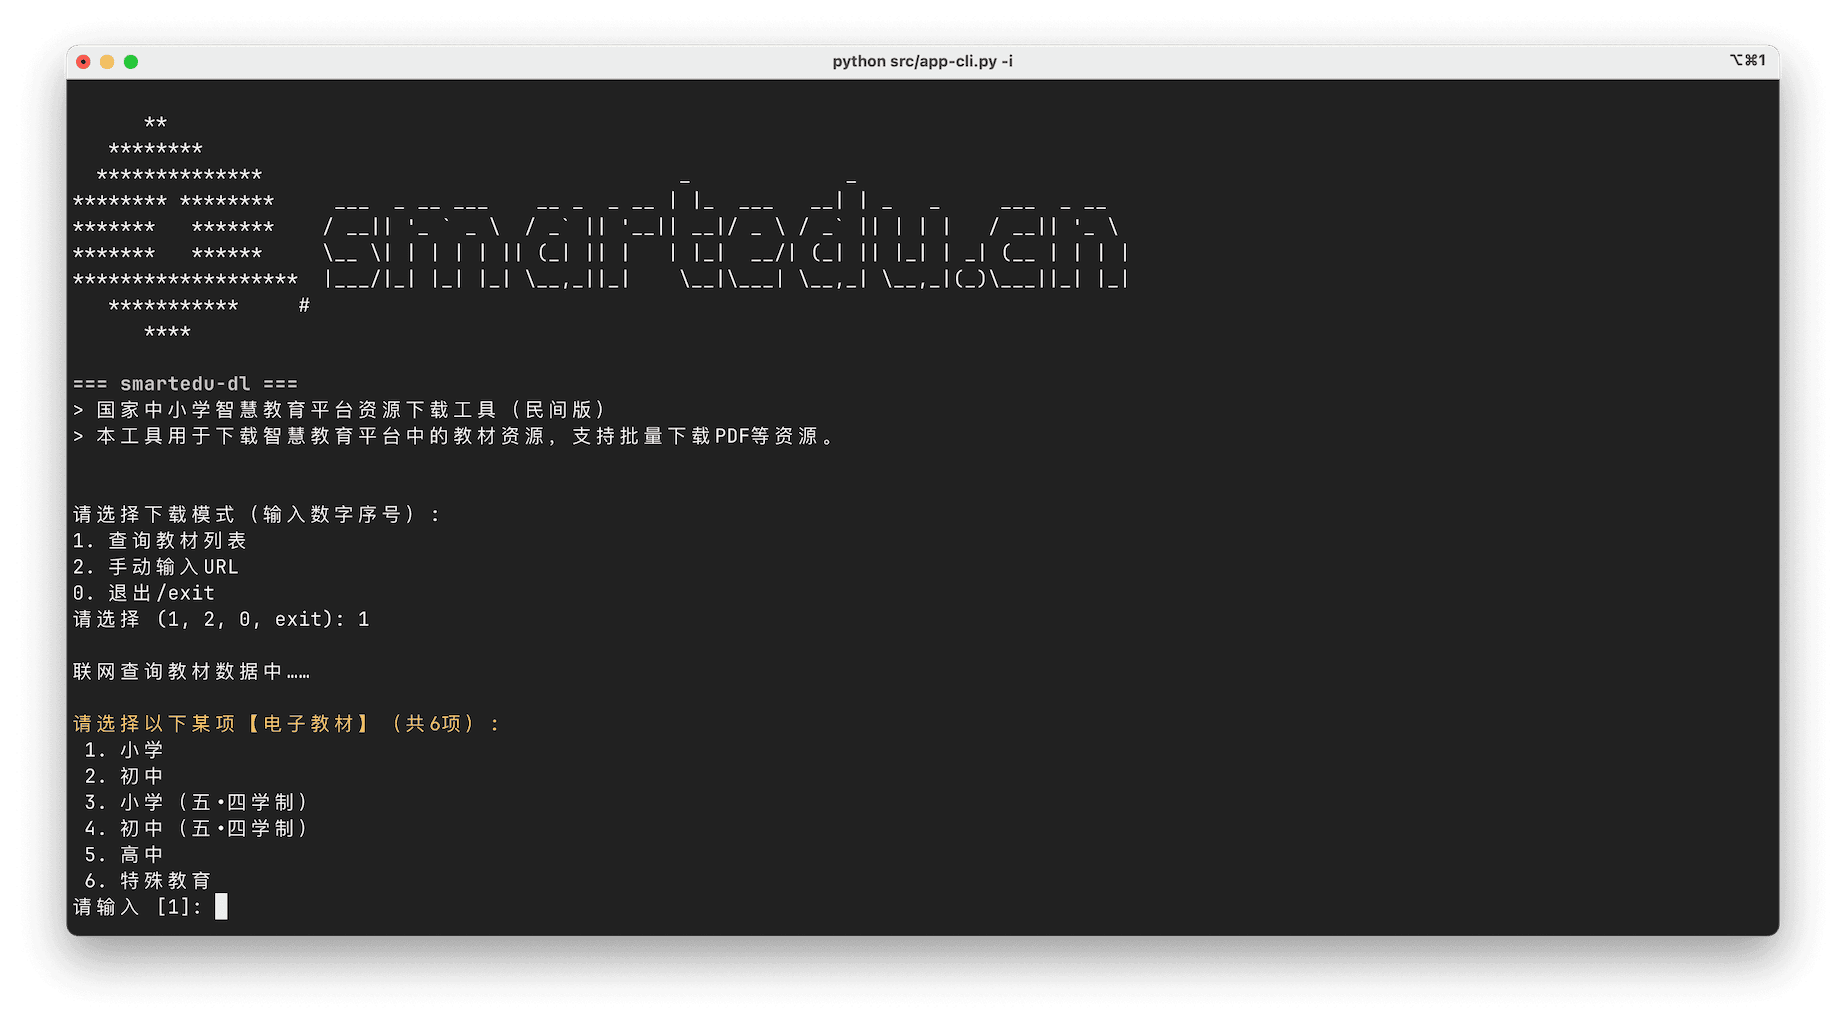 python src/app-cli.py -i
⌥⌘1
      **
   ********
  **************
******** ********
*******   *******
*******   ******
*******************
   ***********     #
      ****
smartedu.cn
=== smartedu-dl ===
> 国家中小学智慧教育平台资源下载工具（民间版）
> 本工具用于下载智慧教育平台中的教材资源，支持批量下载PDF等资源。
请选择下载模式（输入数字序号）：
1. 查询教材列表
2. 手动输入URL
0. 退出/exit
请选择 (1, 2, 0, exit): 1
联网查询教材数据中……
请选择以下某项【电子教材】（共6项）：
1. 小学
2. 初中
3. 小学（五•四学制）
4. 初中（五•四学制）
5. 高中
6. 特殊教育
请输入 [1]: